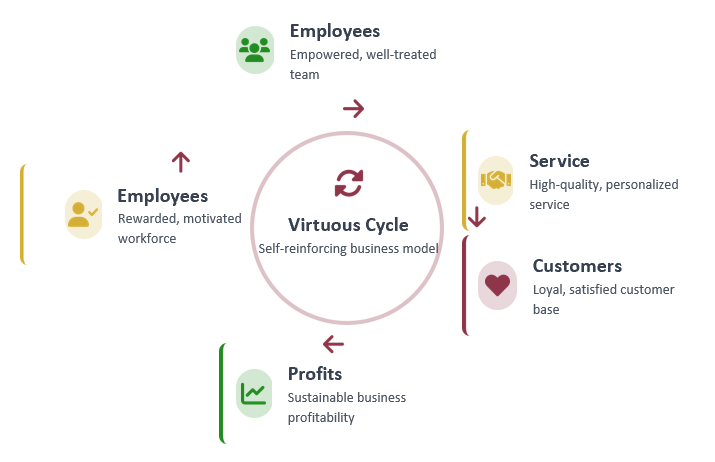 Employees
Empowered, well-treated
team
Service
High-quality, personalized
service
Customers
Loyal, satisfied customer
base
Profits
Sustainable business
profitability
Employees
Rewarded, motivated
workforce
Virtuous Cycle
Self-reinforcing business model